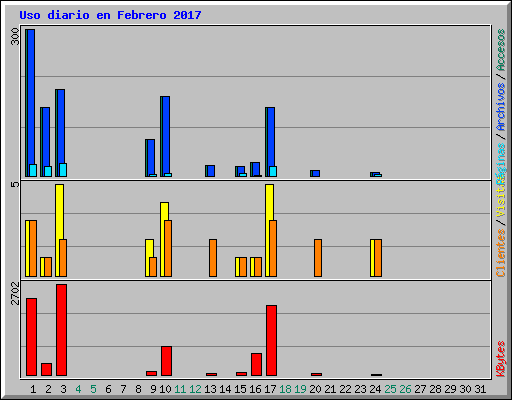 Uso diario en Febrero 2017
300
5
2702
Accesos / Archivos / Páginas
Visitas / Clientes
KBytes
1 2 3 4 5 6 7 8 9 10 11 12 13 14 15 16 17 18 19 20 21 22 23 24 25 26 27 28 29 30 31